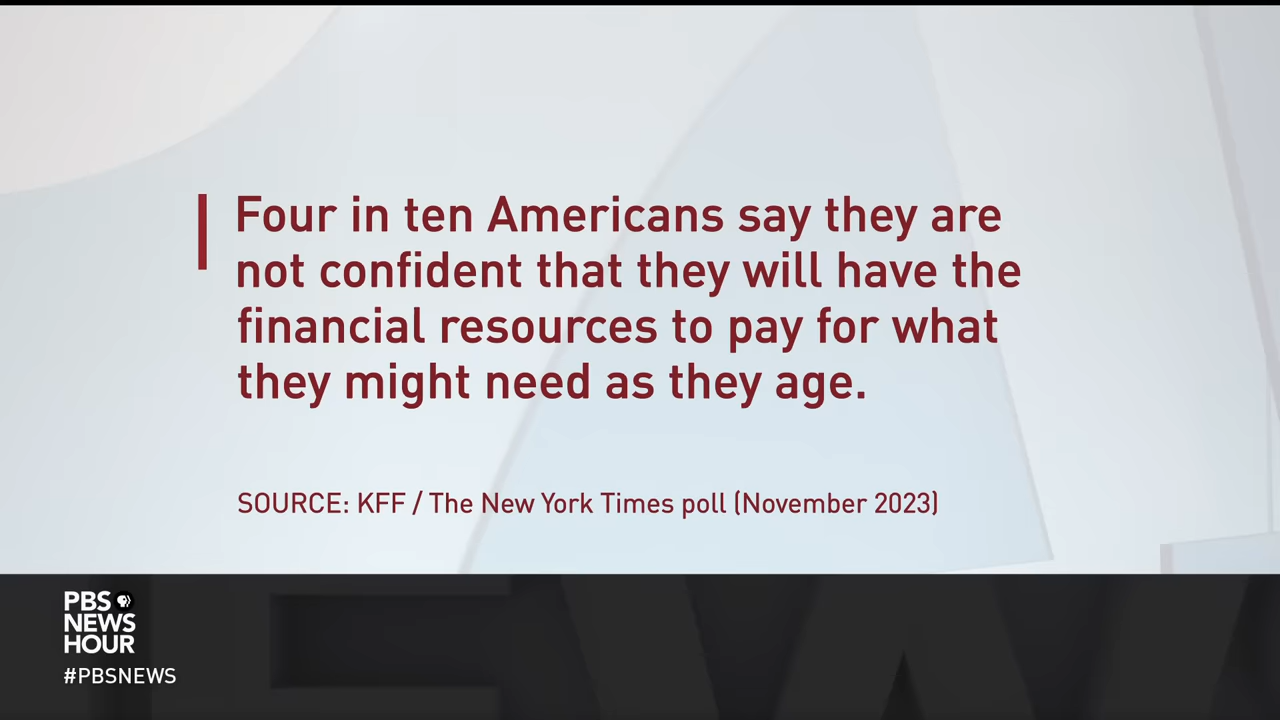 Four in ten Americans say they are
not confident that they will have the
financial resources to pay for what
they might need as they age.
SOURCE: KFF / The New York Times poll (November 2023)
PBS
NEWS
HOUR
#PBSNEWS